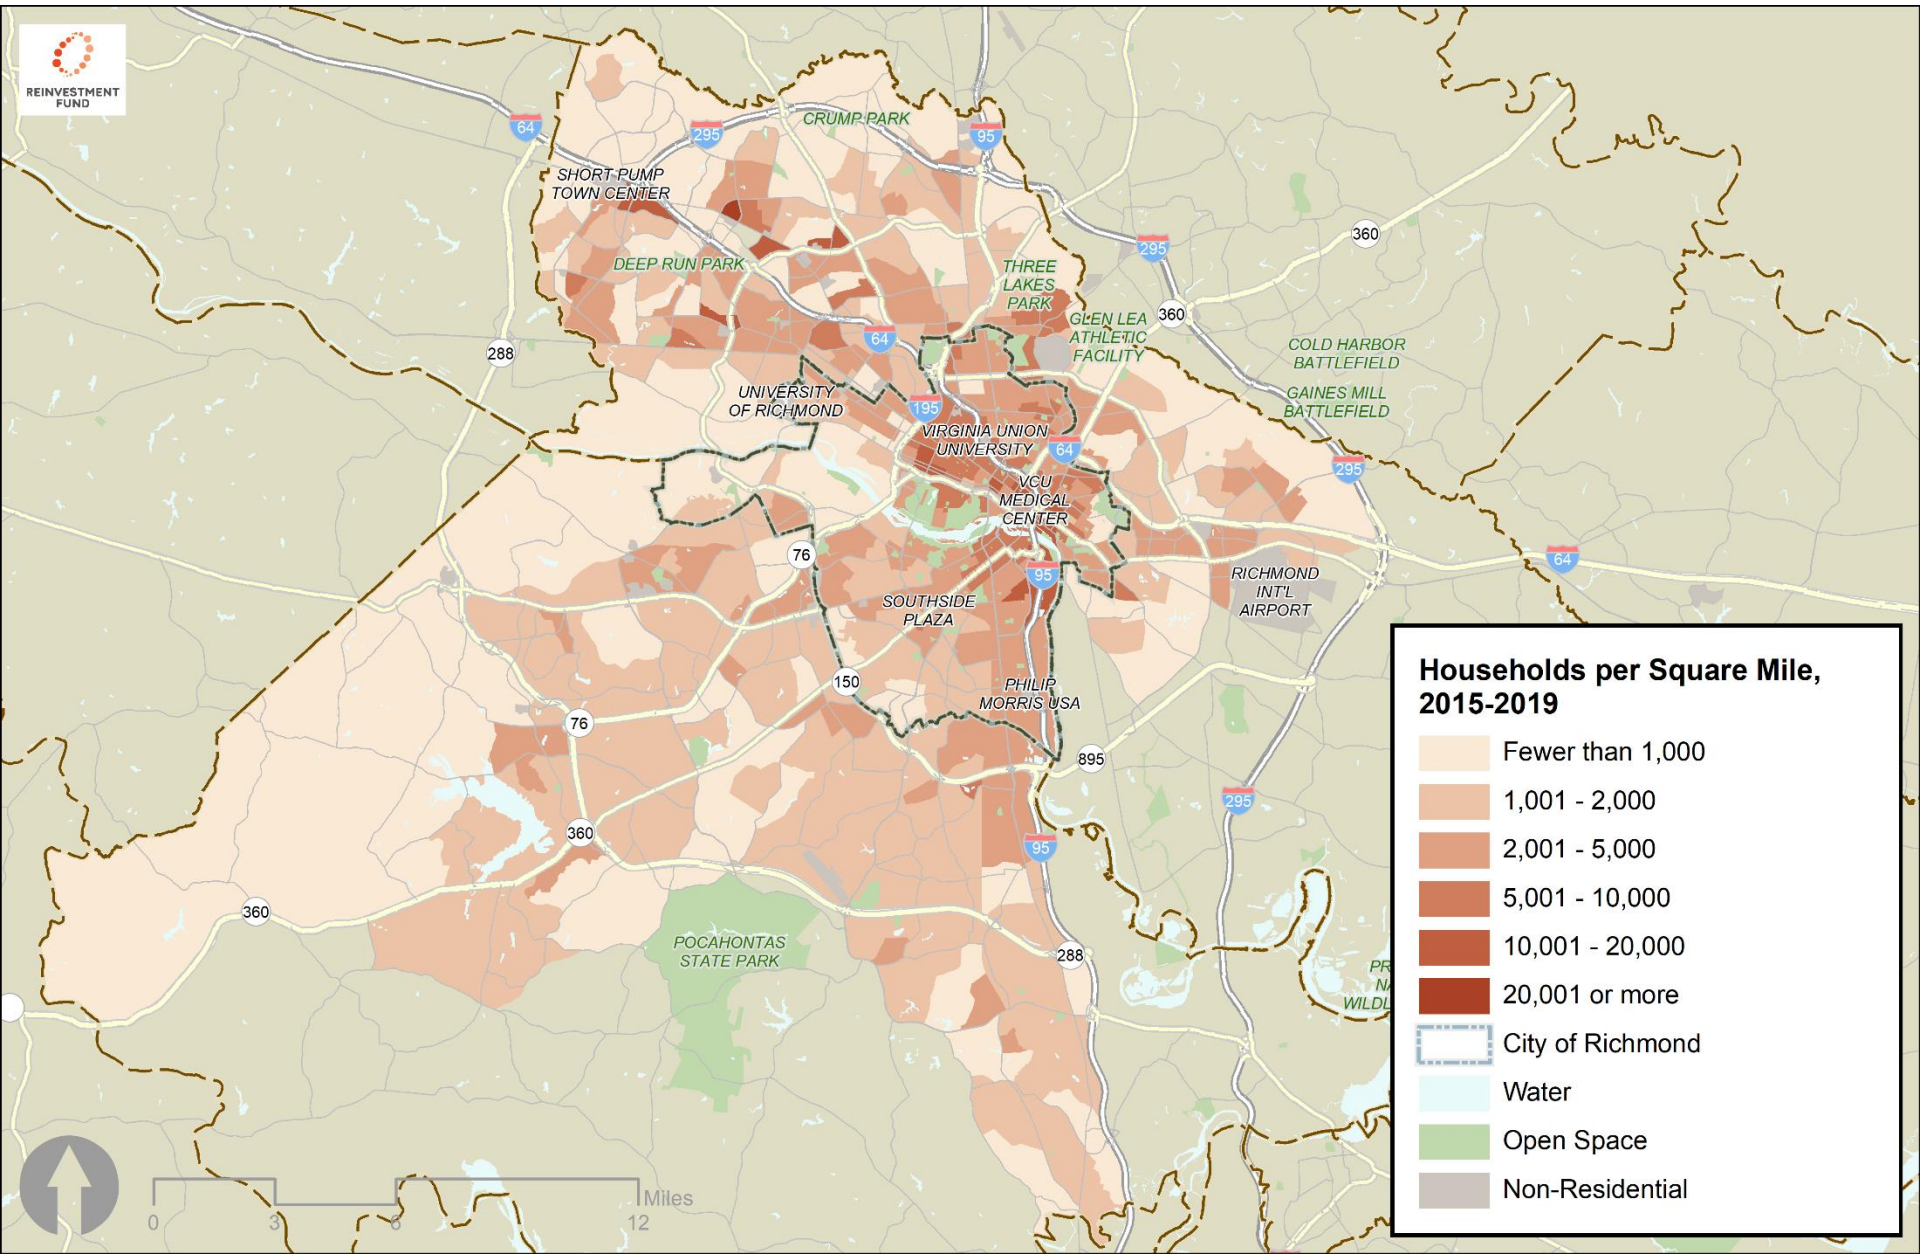 REINVESTMENT
FUND
64
295
CRUMP PARK
95
SHORT PUMP
TOWN CENTER
360
295
DEEP RUN PARK
THREE
LAKES
PARK
360
GLEN LEA
ATHLETIC
FACILITY
64
288
COLD HARBOR
BATTLEFIELD
UNIVERSITY
OF RICHMOND
195
GAINES MILL
BATTLEFIELD
VIRGINIA UNION
UNIVERSITY
64
295
VCU
MEDICAL
CENTER
76
64
95
RICHMOND
INT'L
AIRPORT
SOUTHSIDE
PLAZA
150
PHILIP
MORRIS USA
76
895
295
360
95
360
POCAHONTAS
STATE PARK
288
PR
NA
WILDL
Households per Square Mile,
2015-2019
Fewer than 1,000
1,001 - 2,000
2,001 - 5,000
5,001 - 10,000
10,001 - 20,000
20,001 or more
City of Richmond
Water
Open Space
Non-Residential
Miles
0 3 6 12